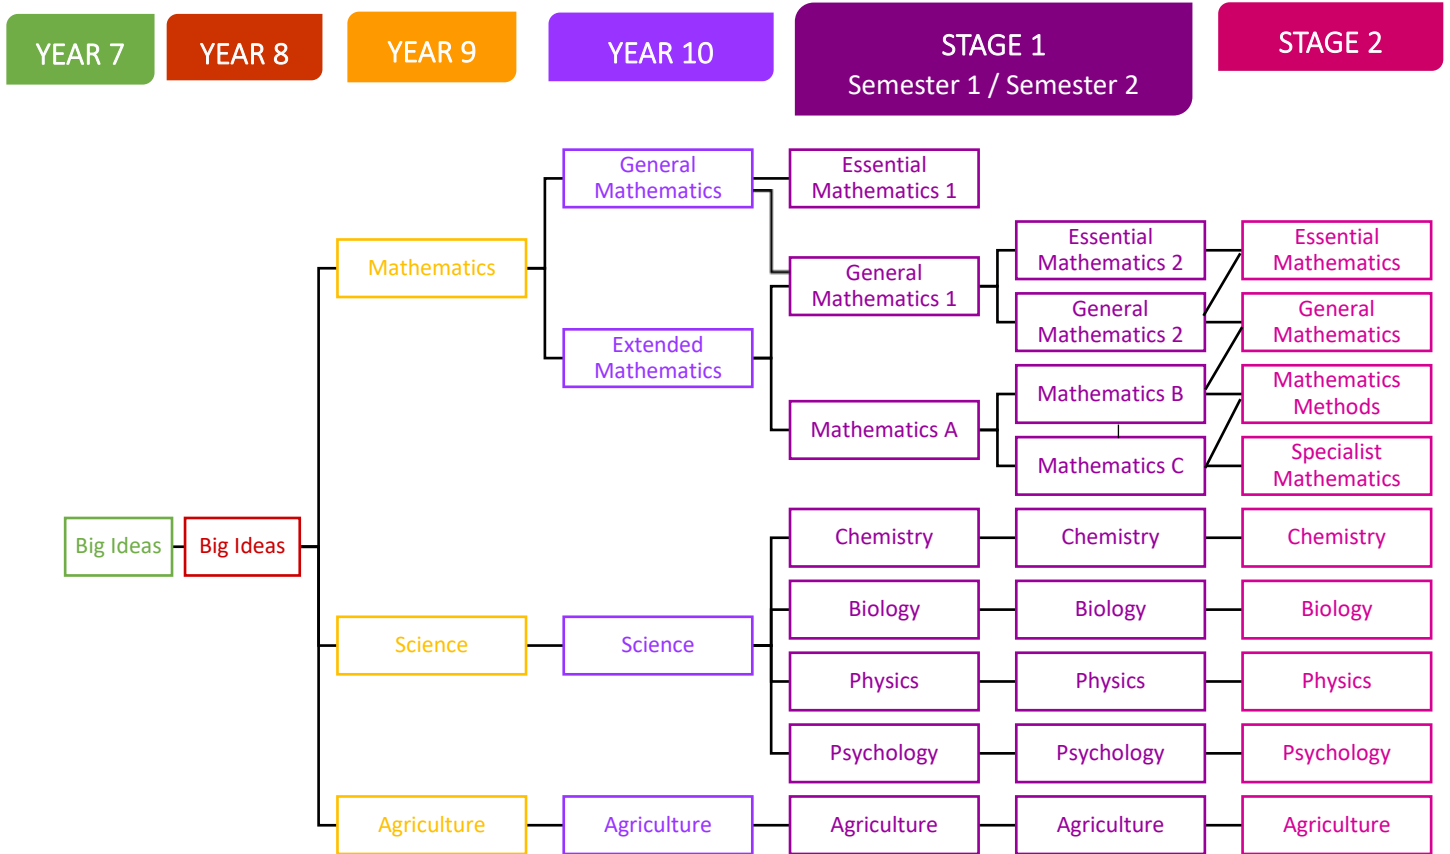 YEAR 7
YEAR 8
YEAR 9
YEAR 10
STAGE 1
Semester 1 / Semester 2
STAGE 2
General
Mathematics
Essential
Mathematics 1
Mathematics
Essential
Mathematics 2
Essential
Mathematics
General
Mathematics 1
General
Mathematics 2
General
Mathematics
Extended
Mathematics
Mathematics B
Mathematics
Methods
Mathematics A
Mathematics C
Specialist
Mathematics
Big Ideas
Big Ideas
Chemistry
Chemistry
Chemistry
Biology
Biology
Biology
Science
Science
Physics
Physics
Physics
Psychology
Psychology
Psychology
Agriculture
Agriculture
Agriculture
Agriculture
Agriculture